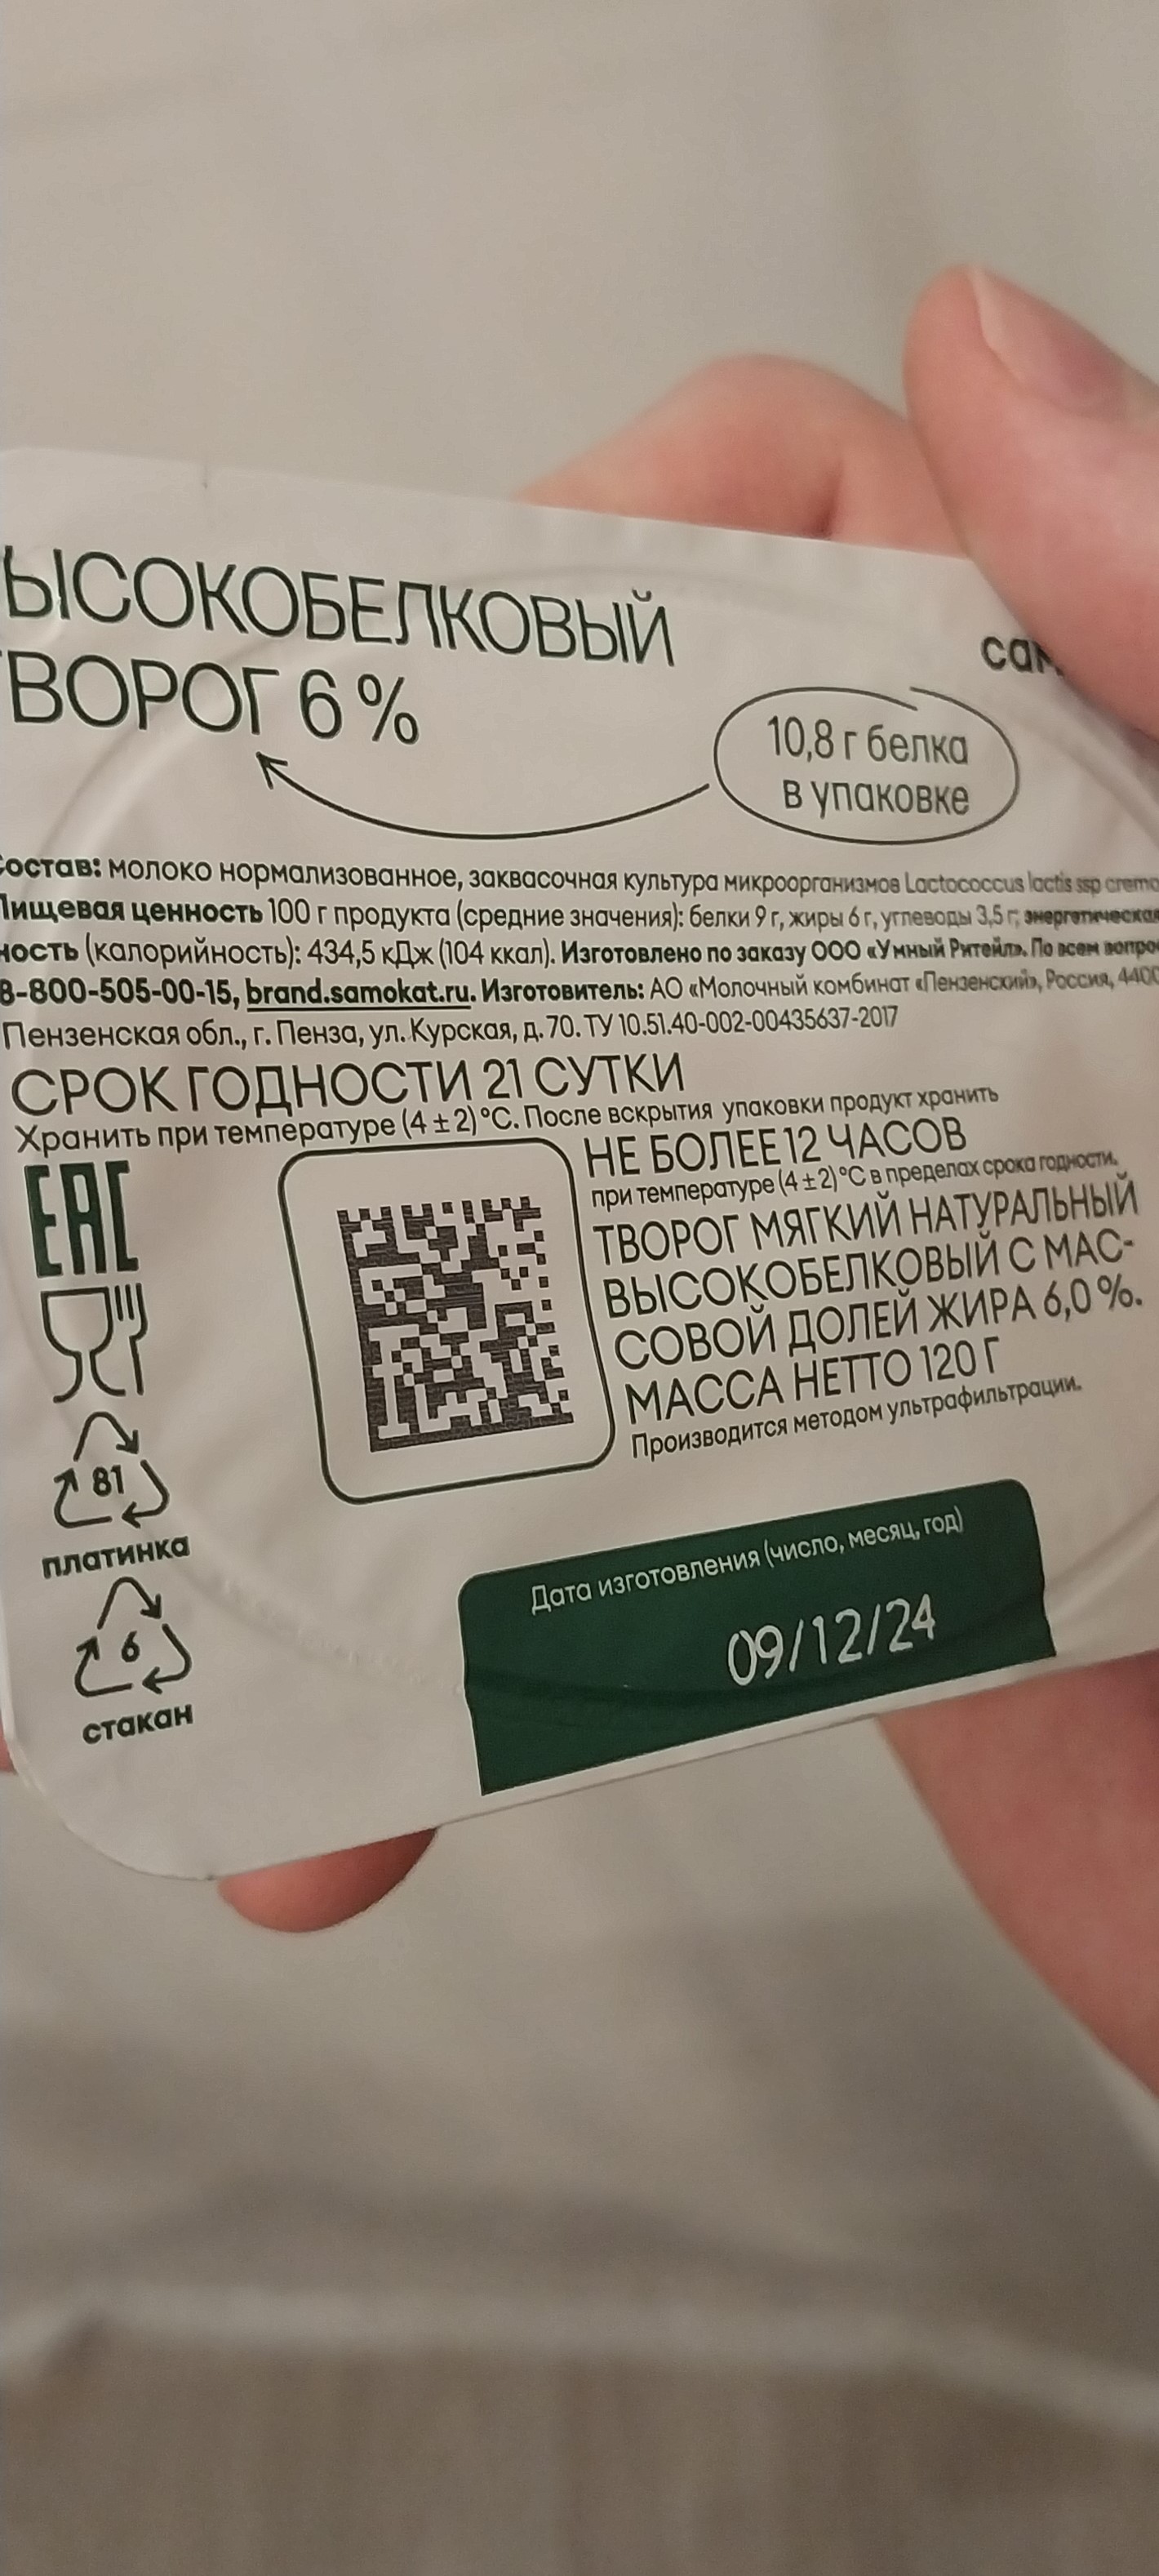 ЫСОКОБЕЛКОВЫЙ
ТВОРОГ 6 %
сам
10,8 г белка
в упаковке
Состав: молоко нормализованное, заквасочная культура микроорганизмов Lactococcus lactis ssp cremo
Пищевая ценность 100 г продукта (средние значения): белки 9 г, жиры 6 г, углеводы 3,5 г; энергетическая
ность (калорийность): 434,5 кДж (104 ккал). Изготовлено по заказу ООО «Умный Ритейл». По всем вопро
8-800-505-00-15, brand.samokat.ru. Изготовитель: АО «Молочный комбинат «Пензенский», Россия, 4400
Пензенская обл., г. Пенза, ул. Курская, д. 70. ТУ 10.51.40-002-00435637-2017
СРОК ГОДНОСТИ 21 СУТКИ
Хранить при температуре (4 ± 2) °С. После вскрытия упаковки продукт хранить
НЕ БОЛЕЕ 12 ЧАСОВ
при температуре (4 ± 2) °С в пределах срока годности.
ТВОРОГ МЯГКИЙ НАТУРАЛЬНЫЙ
ВЫСОКОБЕЛКОВЫЙ С МАС-
СОВОЙ ДОЛЕЙ ЖИРА 6,0 %.
МАССА НЕТТО 120 Г
Производится методом ультрафильтрации.
EAC
81
платинка
6
стакан
Дата изготовления (число, месяц, год)
09/12/24